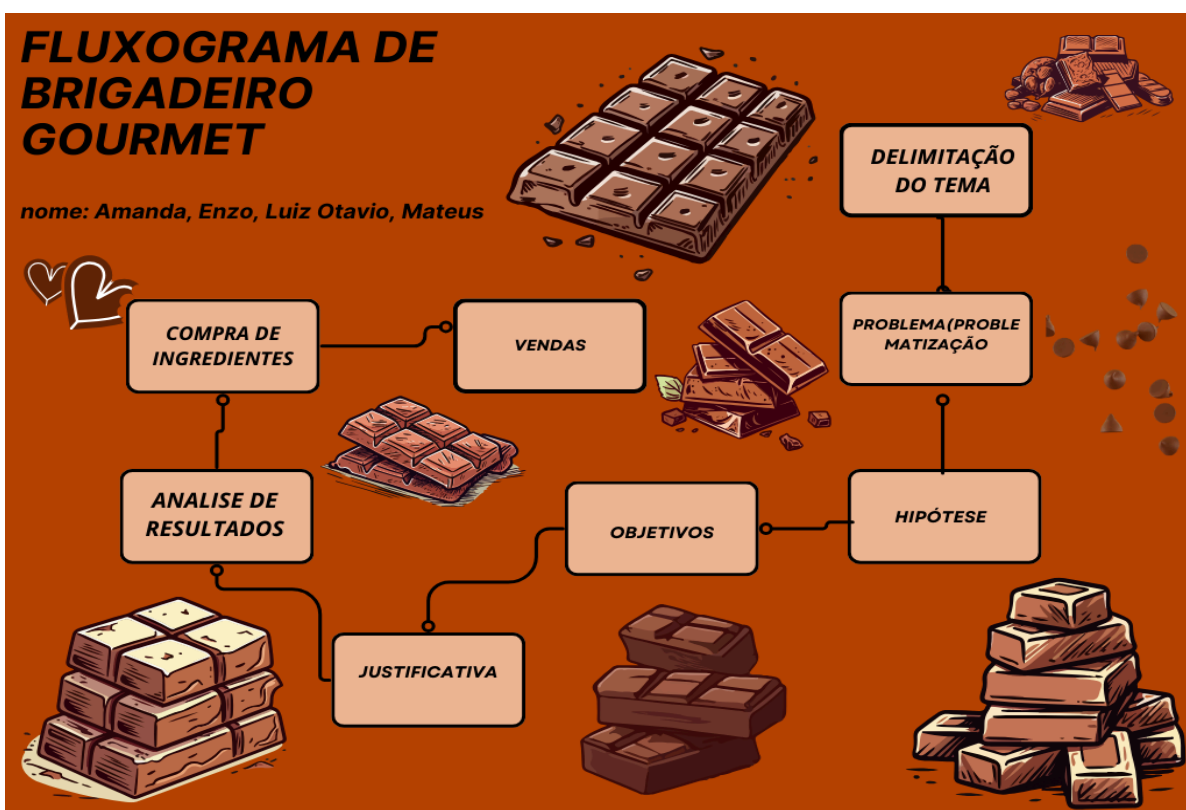 FLUXOGRAMA DE
BRIGADEIRO
GOURMET
nome: Amanda, Enzo, Luiz Otavio, Mateus
DELIMITAÇÃO
DO TEMA
PROBLEMA(PROBLE
MATIZAÇÃO
HIPÓTESE
OBJETIVOS
JUSTIFICATIVA
ANALISE DE
RESULTADOS
COMPRA DE
INGREDIENTES
VENDAS